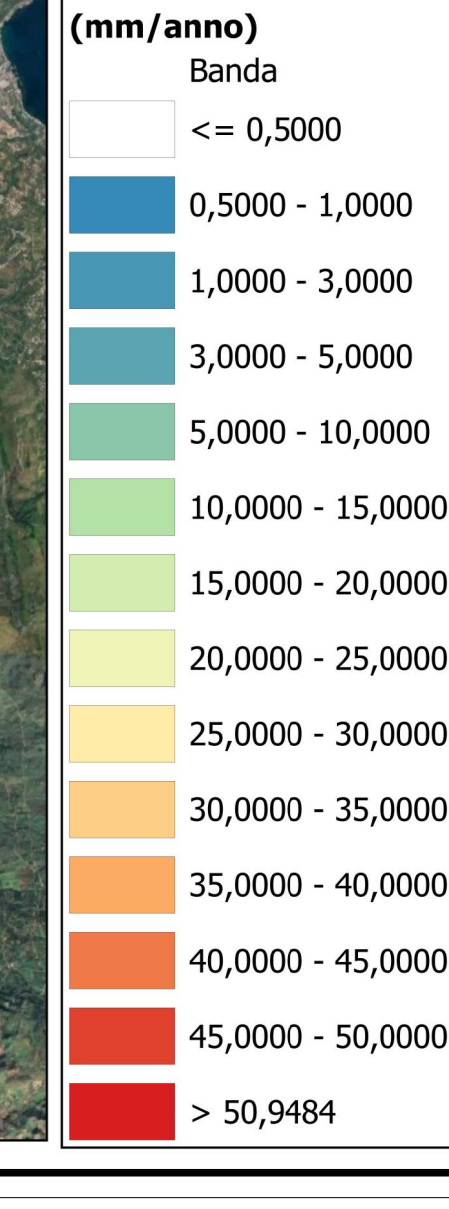 (mm/anno)
Banda
<= 0,5000
0,5000 - 1,0000
1,0000 - 3,0000
3,0000 - 5,0000
5,0000 - 10,0000
10,0000 - 15,0000
15,0000 - 20,0000
20,0000 - 25,0000
25,0000 - 30,0000
30,0000 - 35,0000
35,0000 - 40,0000
40,0000 - 45,0000
45,0000 - 50,0000
> 50,9484